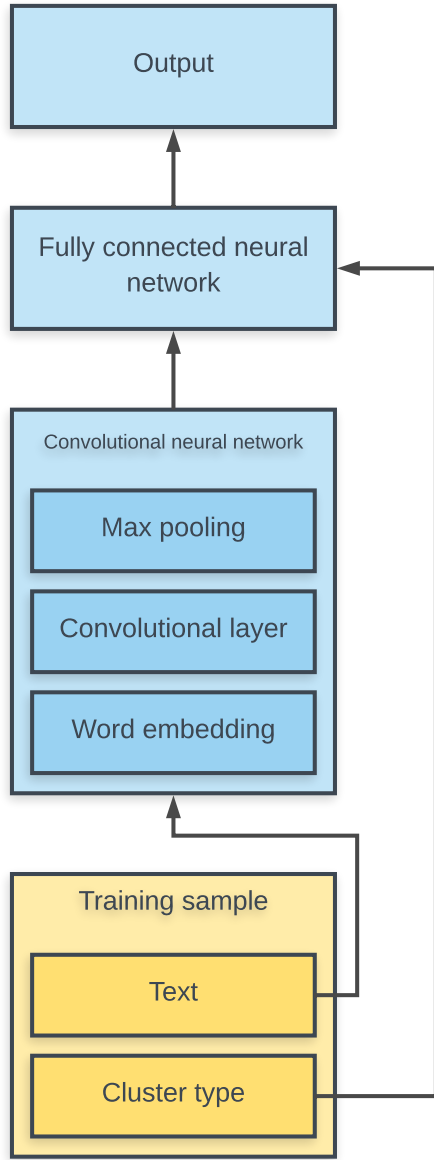 Output
Fully connected neural
network
Convolutional neural network
Max pooling
Convolutional layer
Word embedding
Training sample
Text
Cluster type